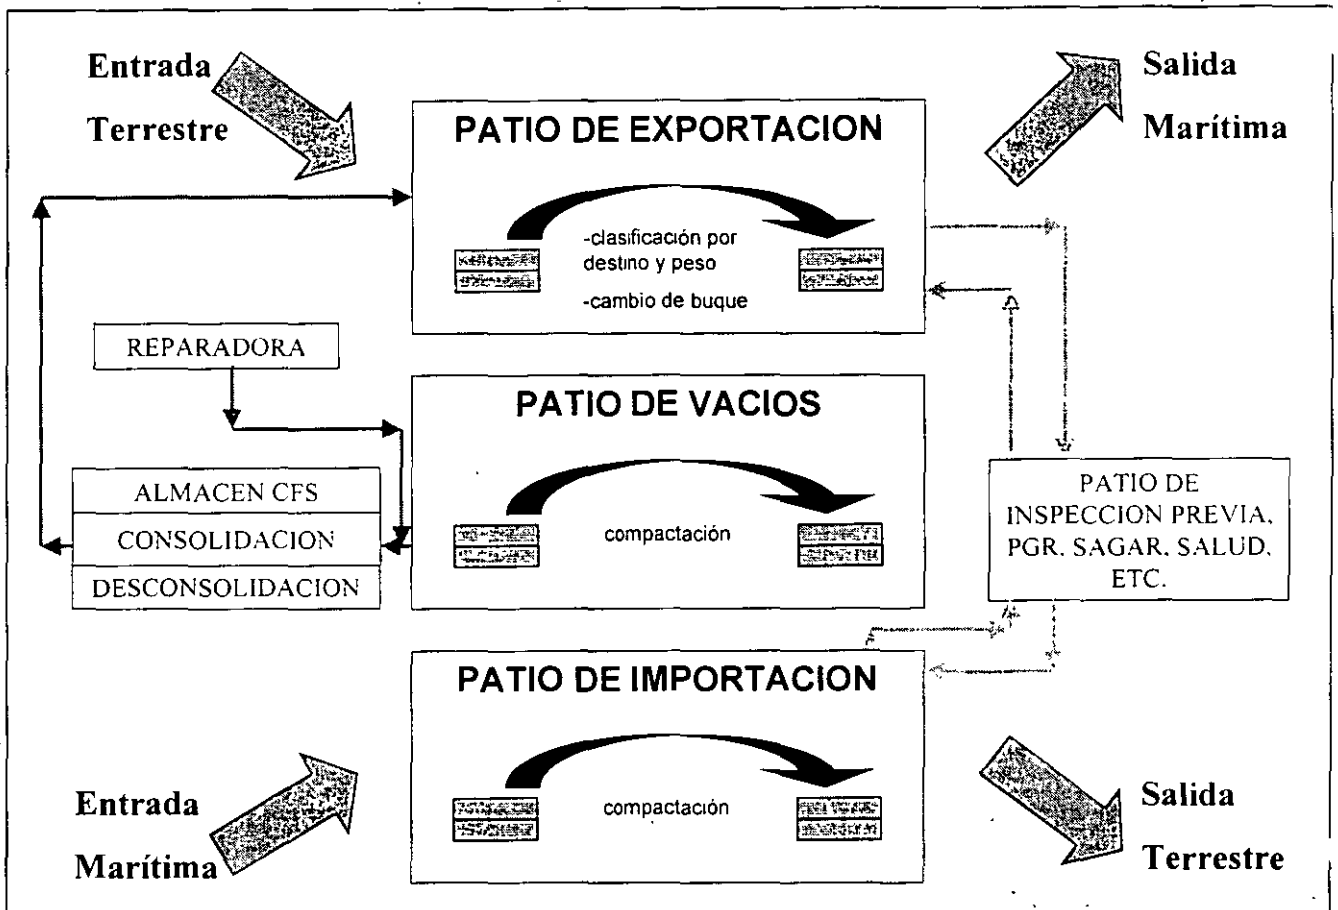 Entrada
Terrestre
Salida
Marítima
PATIO DE EXPORTACION
-clasificación por
destino y peso
-cambio de buque
REPARADORA
PATIO DE VACIOS
compactación
ALMACEN CFS
CONSOLIDACION
DESCONSOLIDACION
PATIO DE
INSPECCION PREVIA,
PGR. SAGAR. SALUD,
ETC.
PATIO DE IMPORTACION
compactación
Entrada
Marítima
Salida
Terrestre